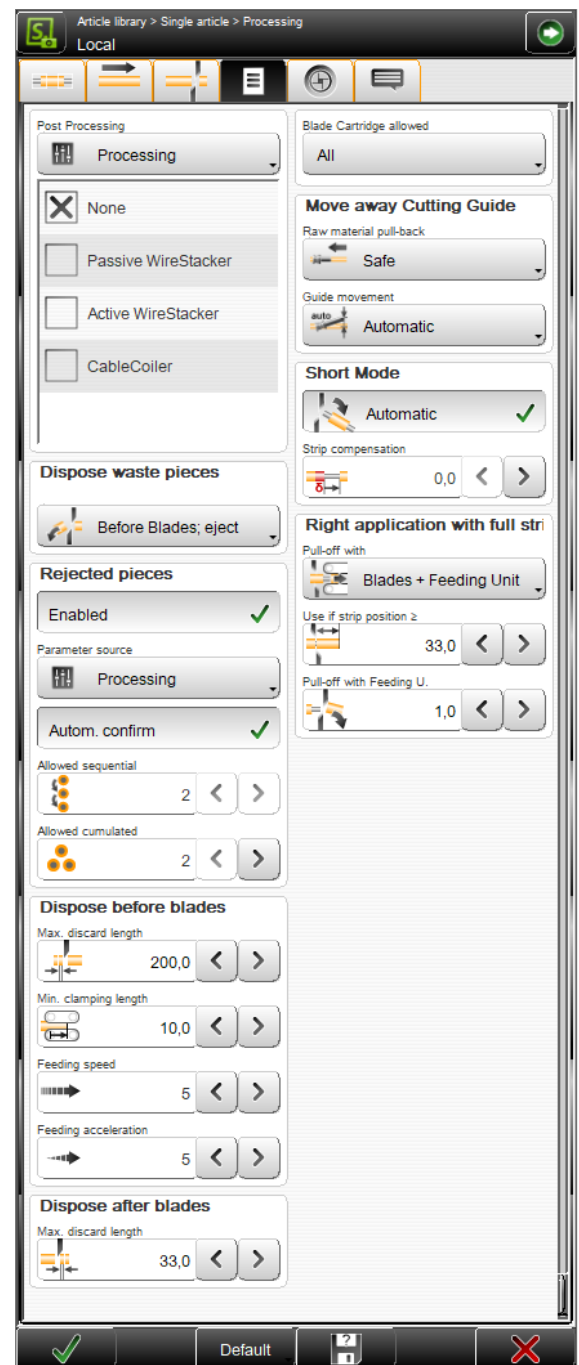 Article library > Single article > Processing
Local
Post Processing
Processing
None
Passive WireStacker
Active WireStacker
CableCoiler
Dispose waste pieces
Before Blades; eject
Rejected pieces
Enabled
Parameter source
Processing
Autom. confirm
Allowed sequential
2
Allowed cumulated
2
Dispose before blades
Max. discard length
200,0
Min. clamping length
10,0
Feeding speed
5
Feeding acceleration
5
Dispose after blades
Max. discard length
33,0
Blade Cartridge allowed
All
Move away Cutting Guide
Raw material pull-back
Safe
Guide movement
auto
Automatic
Short Mode
Automatic
Strip compensation
δ
0,0
Right application with full stri
Pull-off with
Blades + Feeding Unit
Use if strip position ≥
33,0
Pull-off with Feeding U.
1,0
Default
?